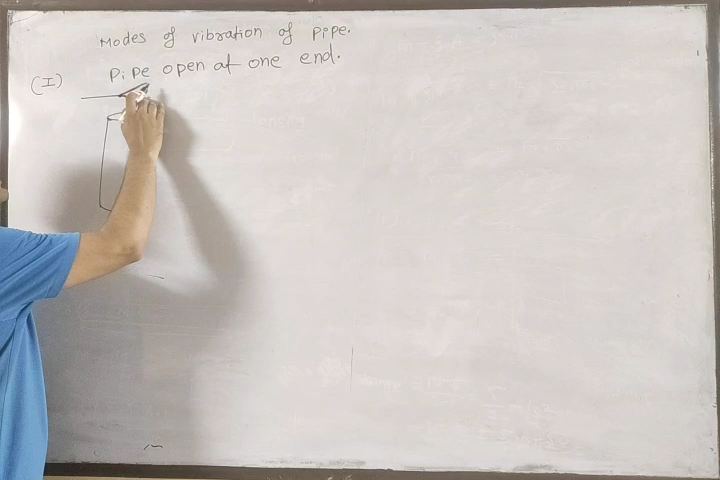 Modes of vibration of pipe.
(I) Pipe open at one end.